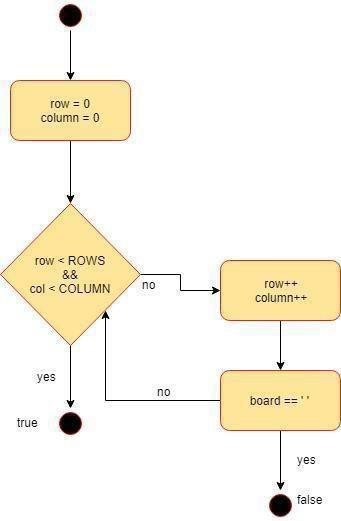 row = 0
column = 0
row < ROWS
&&
col < COLUMN
no
row++
column++
yes
no
board == ' '
true
yes
false